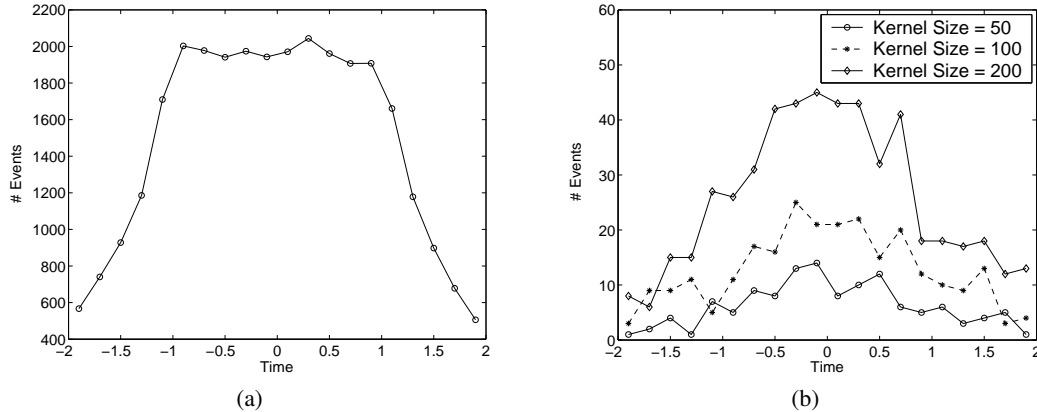 2200
2000
1800
1600
1400
1200
1000
800
600
400
# Events
−2 −1.5 −1 −0.5 0 0.5 1 1.5 2
Time
(a)
60
50
40
30
20
10
0
# Events
Kernel Size = 50
Kernel Size = 100
Kernel Size = 200
−2 −1.5 −1 −0.5 0 0.5 1 1.5 2
Time
(b)